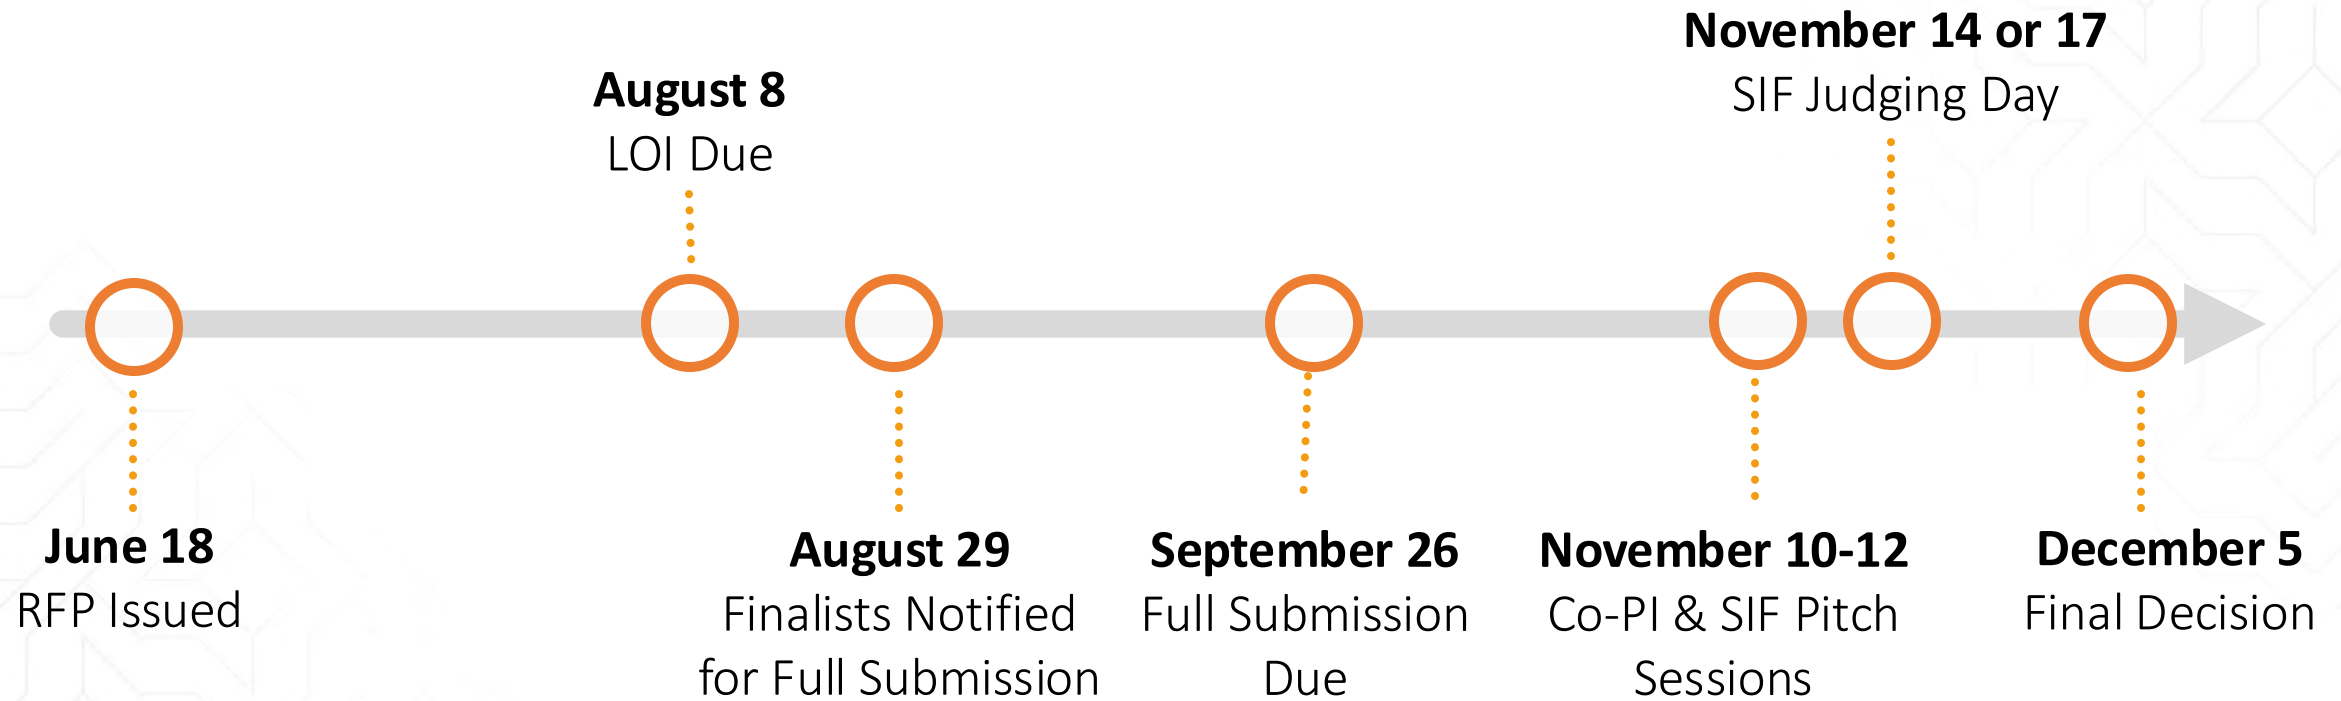 June 18
RFP Issued
August 8
LOI Due
August 29
Finalists Notified
for Full Submission
September 26
Full Submission
Due
November 10-12
Co-PI & SIF Pitch
Sessions
November 14 or 17
SIF Judging Day
December 5
Final Decision